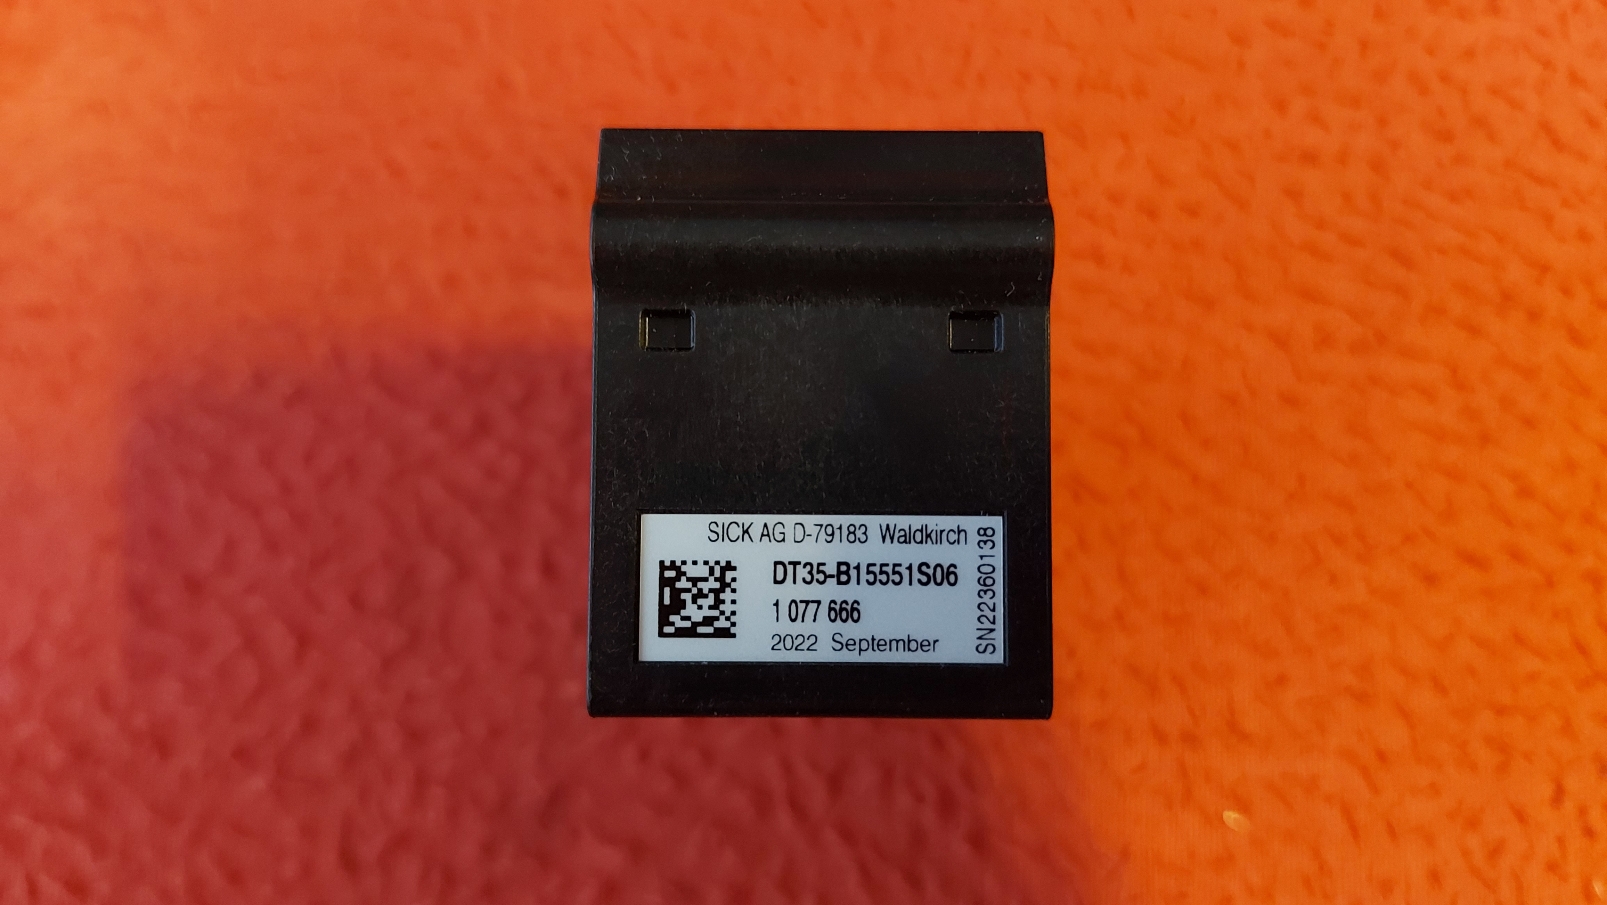 SICK AG D-79183 Waldkirch
DT35-B15551S06
1 077 666
2022 September
SN22360138